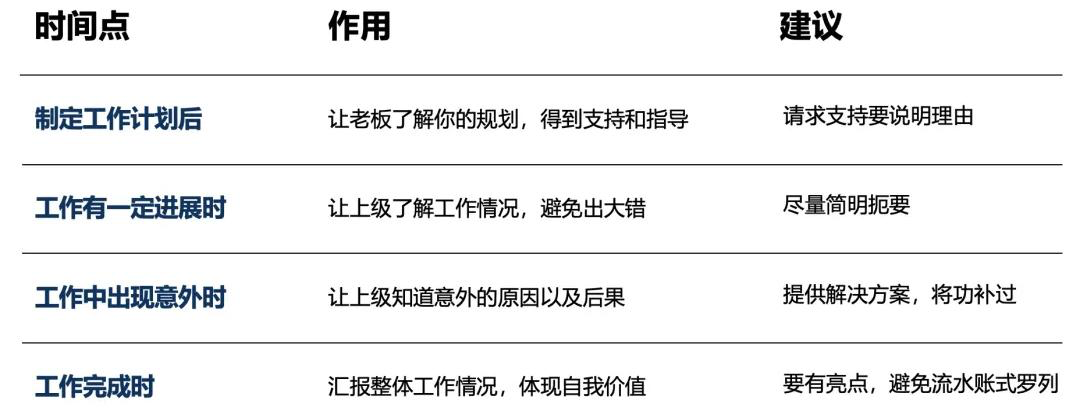 时间点 作用 建议
制定工作计划后 让老板了解你的规划，得到支持和指导 请求支持要说明理由
工作有一定进展时 让上级了解工作情况，避免出大错 尽量简明扼要
工作中出现意外时 让上级知道意外的原因以及后果 提供解决方案，将功补过
工作完成时 汇报整体工作情况，体现自我价值 要有亮点，避免流水账式罗列